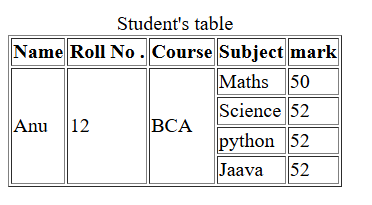 Student's table
Name Roll No . Course Subject mark
Anu 12 BCA Maths 50
Science 52
python 52
Jaava 52